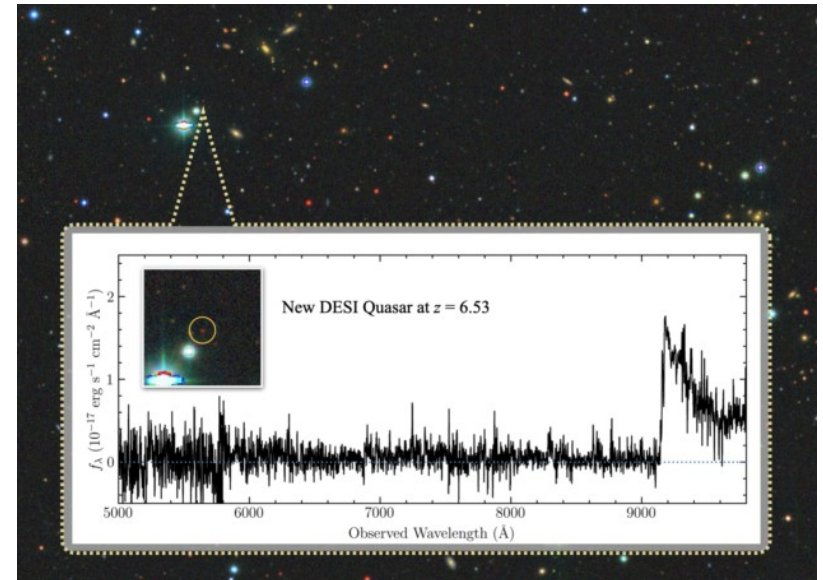 New DESI Quasar at z = 6.53
f_λ (10⁻¹⁷ erg s⁻¹ cm⁻² Å⁻¹)
2
1
0
5000 6000 7000 8000 9000
Observed Wavelength (Å)